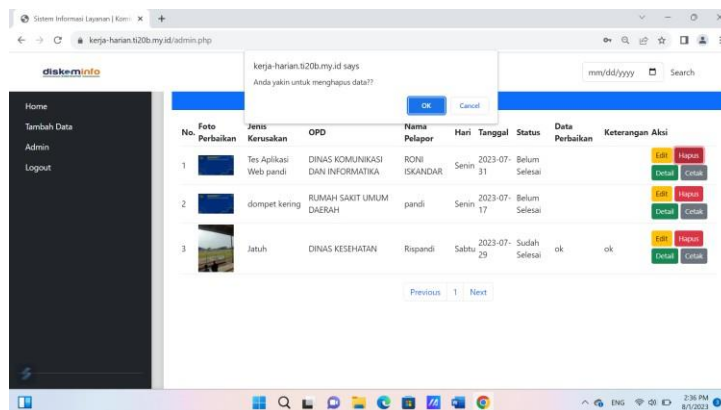 Sistem Informasi Layanan | Kom
kerja-harian.ti20b.my.id/admin.php
kerja-harian.ti20b.my.id says
Anda yakin untuk menghapus data??
OK Cancel
diskominfo
mm/dd/yyyy Search
Home
Tambah Data
Admin
Logout
No. Foto Perbaikan Jenis Kerusakan OPD Nama Pelapor Hari Tanggal Status Data Perbaikan Keterangan Aksi
1 Tes Aplikasi Web pandi DINAS KOMUNIKASI DAN INFORMATIKA RONI ISKANDAR Senin 2023-07-31 Belum Selesai Edit Hapus Detail Cetak
2 dompet kering RUMAH SAKIT UMUM DAERAH pandi Senin 2023-07-17 Belum Selesai Edit Hapus Detail Cetak
3 Jatuh DINAS KESEHATAN Rispandi Sabtu 2023-07-29 Sudah Selesai ok ok Edit Hapus Detail Cetak
Previous 1 Next
ENG 2:36 PM
8/1/2023